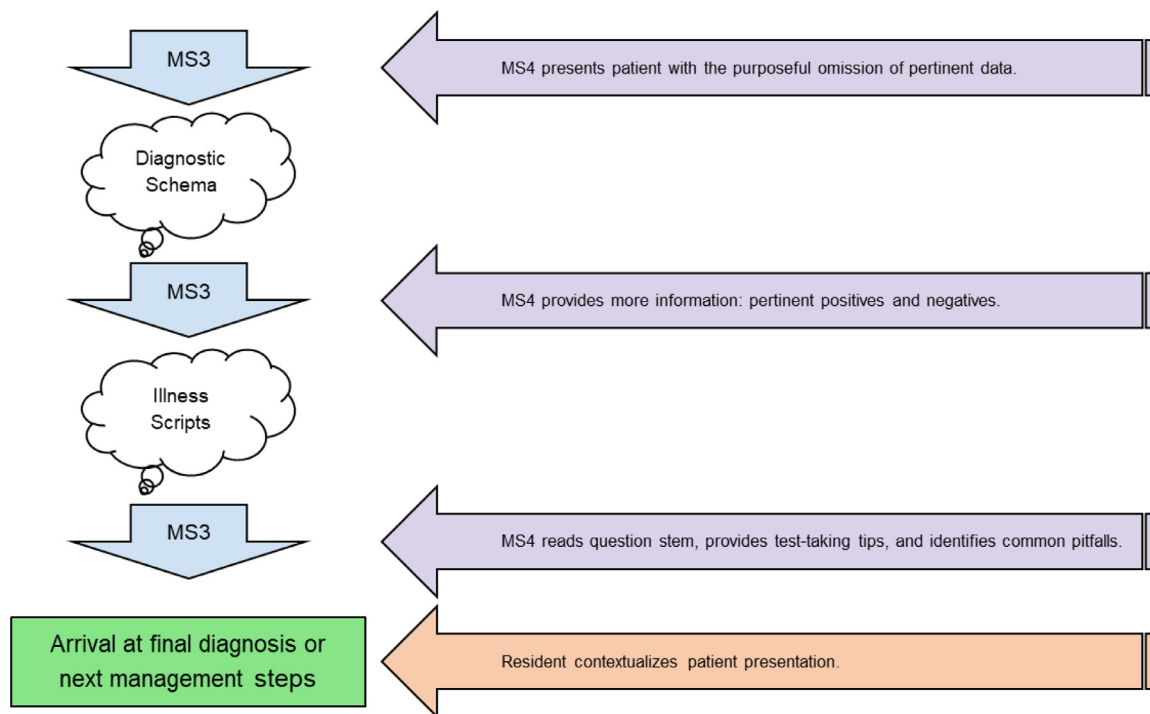 MS3
MS4 presents patient with the purposeful omission of pertinent data.
Diagnostic
Schema
MS3
MS4 provides more information: pertinent positives and negatives.
Illness
Scripts
MS3
MS4 reads question stem, provides test-taking tips, and identifies common pitfalls.
Arrival at final diagnosis or
next management steps
Resident contextualizes patient presentation.